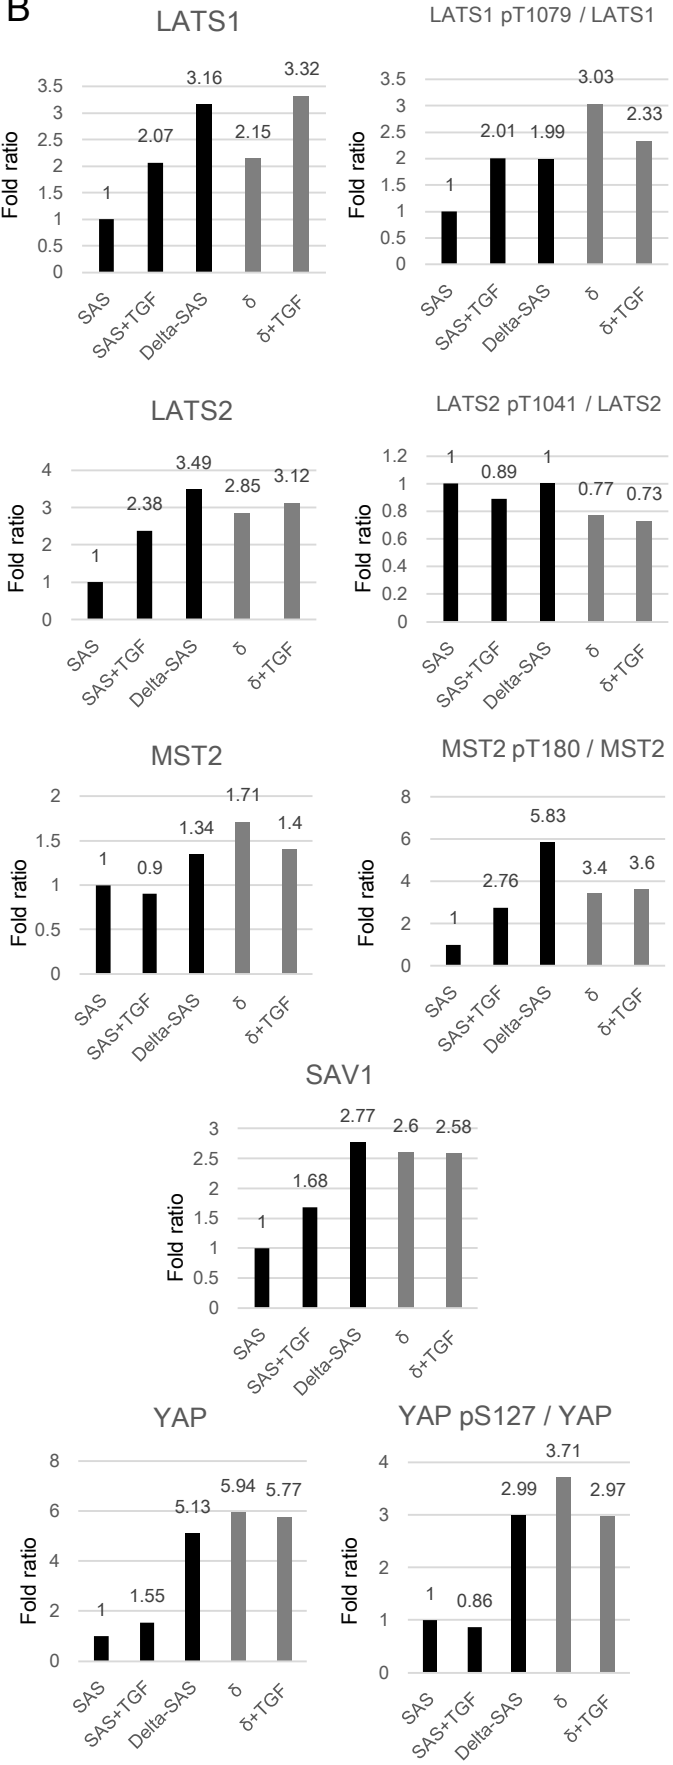 B
LATS1
Fold ratio
3.5
3
2.5
2
1.5
1
0.5
0
1
2.07
3.16
2.15
3.32
SAS
SAS+TGF
Delta-SAS
δ
δ+TGF
LATS1 pT1079 / LATS1
Fold ratio
3.5
3
2.5
2
1.5
1
0.5
0
1
2.01
1.99
3.03
2.33
SAS
SAS+TGF
Delta-SAS
δ
δ+TGF
LATS2
Fold ratio
4
3
2
1
0
1
2.38
3.49
2.85
3.12
SAS
SAS+TGF
Delta-SAS
δ
δ+TGF
LATS2 pT1041 / LATS2
Fold ratio
1.2
1
0.8
0.6
0.4
0.2
0
1
0.89
1
0.77
0.73
SAS
SAS+TGF
Delta-SAS
δ
δ+TGF
MST2
Fold ratio
2
1.5
1
0.5
0
1
0.9
1.34
1.71
1.4
SAS
SAS+TGF
Delta-SAS
δ
δ+TGF
MST2 pT180 / MST2
Fold ratio
8
6
4
2
0
1
2.76
5.83
3.4
3.6
SAS
SAS+TGF
Delta-SAS
δ
δ+TGF
SAV1
Fold ratio
3
2.5
2
1.5
1
0.5
0
1
1.68
2.77
2.6
2.58
SAS
SAS+TGF
Delta-SAS
δ
δ+TGF
YAP
Fold ratio
8
6
4
2
0
1
1.55
5.13
5.94
5.77
SAS
SAS+TGF
Delta-SAS
δ
δ+TGF
YAP pS127 / YAP
Fold ratio
4
3
2
1
0
1
0.86
2.99
3.71
2.97
SAS
SAS+TGF
Delta-SAS
δ
δ+TGF